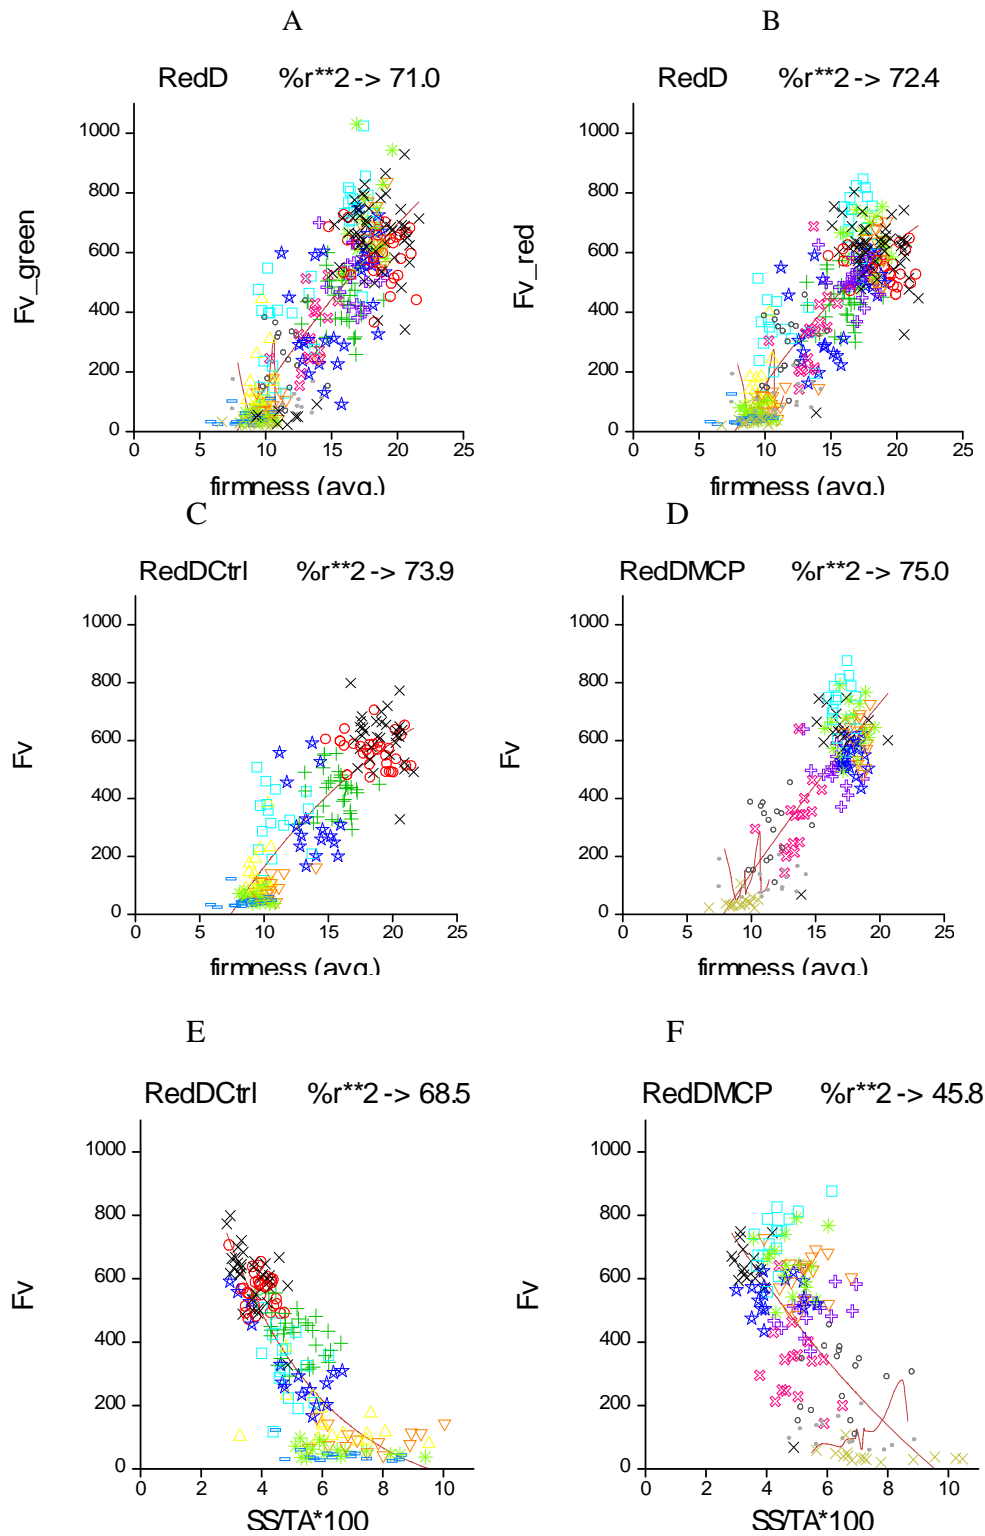 A B
RedD %r**2 -> 71.0 RedD %r**2 -> 72.4
1000 1000
800 800
600 600
400 400
200 200
0 0
Fv_green Fv_red
0 5 10 15 20 25 0 5 10 15 20 25
firmness (avg.) firmness (avg.)
C D
RedDCtrl %r**2 -> 73.9 RedDMCP %r**2 -> 75.0
1000 1000
800 800
600 600
400 400
200 200
0 0
Fv Fv
0 5 10 15 20 25 0 5 10 15 20 25
firmness (avg.) firmness (avg.)
E F
RedDCtrl %r**2 -> 68.5 RedDMCP %r**2 -> 45.8
1000 1000
800 800
600 600
400 400
200 200
0 0
Fv Fv
0 2 4 6 8 10 0 2 4 6 8 10
SS/TA*100 SS/TA*100